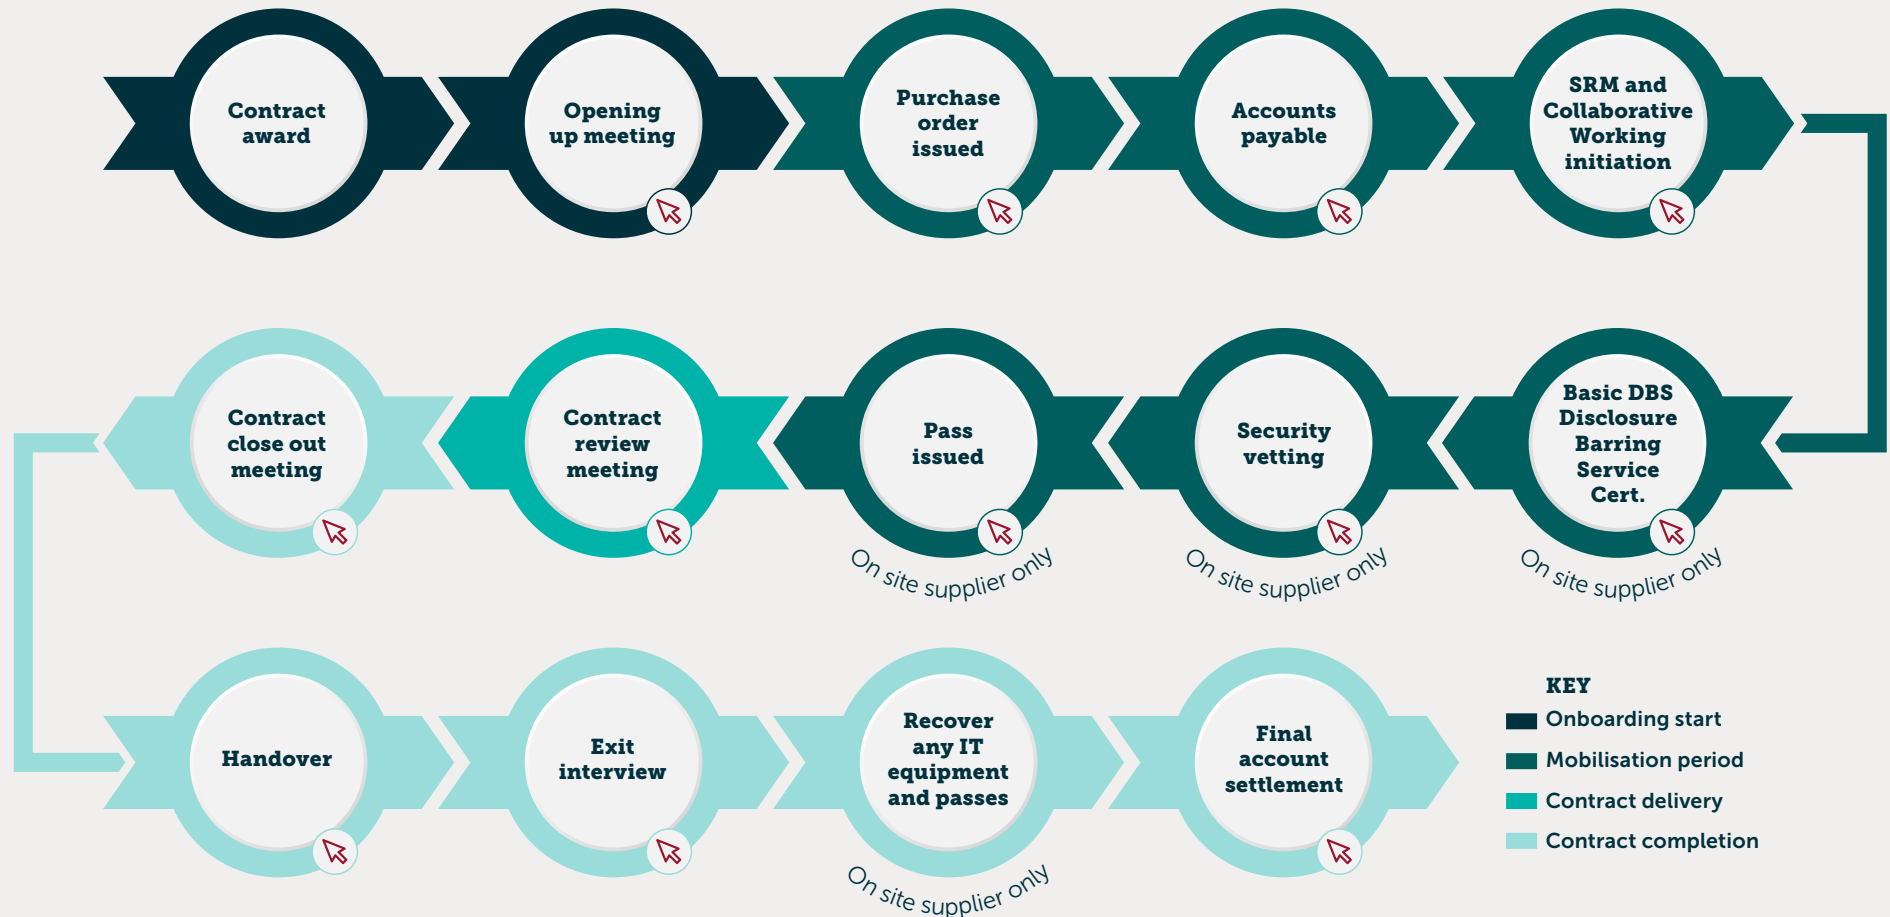 Contract
award
Opening
up meeting
Purchase
order
issued
Accounts
payable
SRM and
Collaborative
Working
initiation
Basic DBS
Disclosure
Barring
Service
Cert.
On site supplier only
Security
vetting
On site supplier only
Pass
issued
On site supplier only
Contract
review
meeting
Contract
close out
meeting
Handover
Exit
interview
Recover
any IT
equipment
and passes
On site supplier only
Final
account
settlement
KEY
Onboarding start
Mobilisation period
Contract delivery
Contract completion